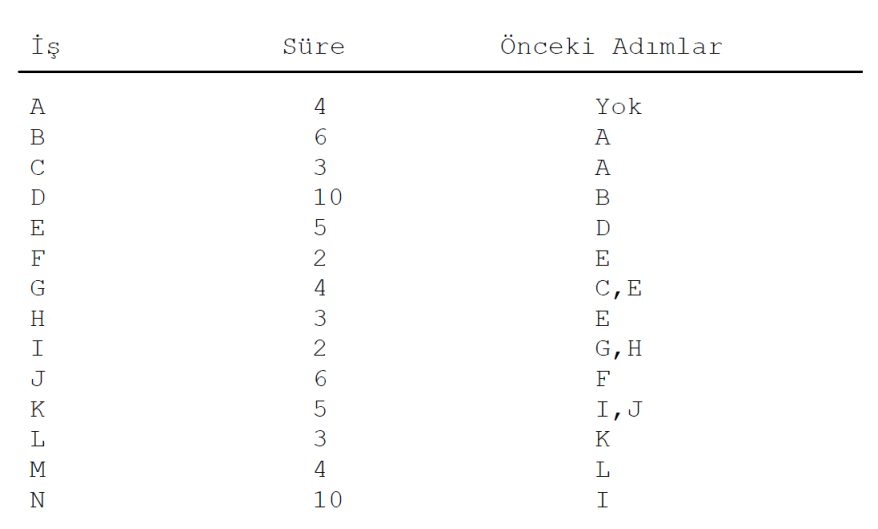 İş Süre Önceki Adımlar
A 4 Yok
B 6 A
C 3 A
D 10 B
E 5 D
F 2 E
G 4 C,E
H 3 E
I 2 G,H
J 6 F
K 5 I,J
L 3 K
M 4 L
N 10 I